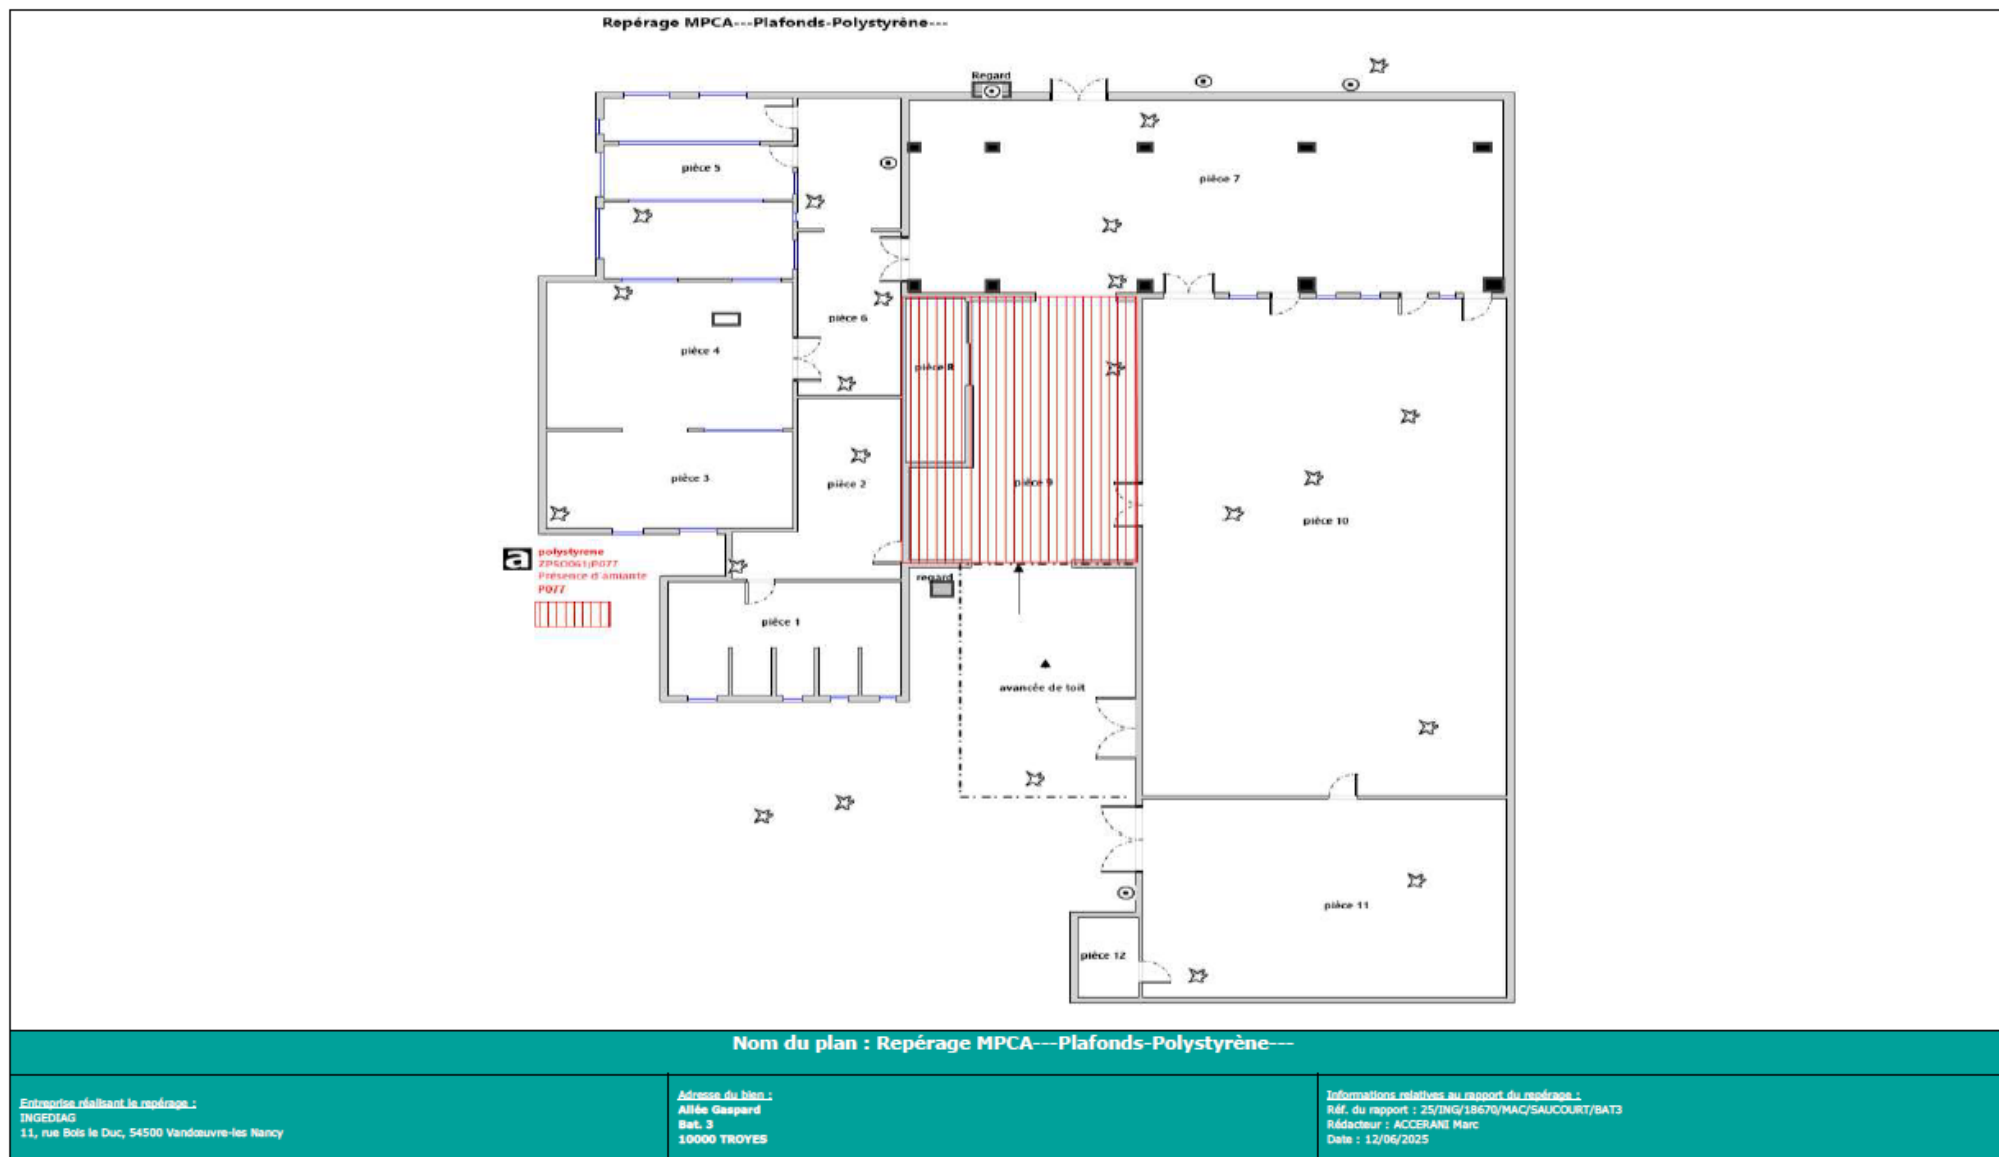 Repérage MPCA---Plafonds-Polystyrène---
Regard
pièce 5
pièce 7
pièce 6
pièce 4
pièce 8
pièce 3
pièce 2
pièce 9
pièce 10
a
polystyrene
ZPSO061;P077
Présence d'amiante
P077
regard
pièce 1
avancée de toit
pièce 11
pièce 12
Nom du plan : Repérage MPCA---Plafonds-Polystyrène---
Entreprise réalisant le repérage :
INGEDIAG
11, rue Bois le Duc, 54500 Vandœuvre-les Nancy
Adresse du bien :
Allée Gaspard
Bat. 3
10000 TROYES
Informations relatives au rapport du repérage :
Réf. du rapport : 25/ING/18670/MAC/SAUCOURT/BAT3
Rédacteur : ACCERANI Marc
Date : 12/06/2025